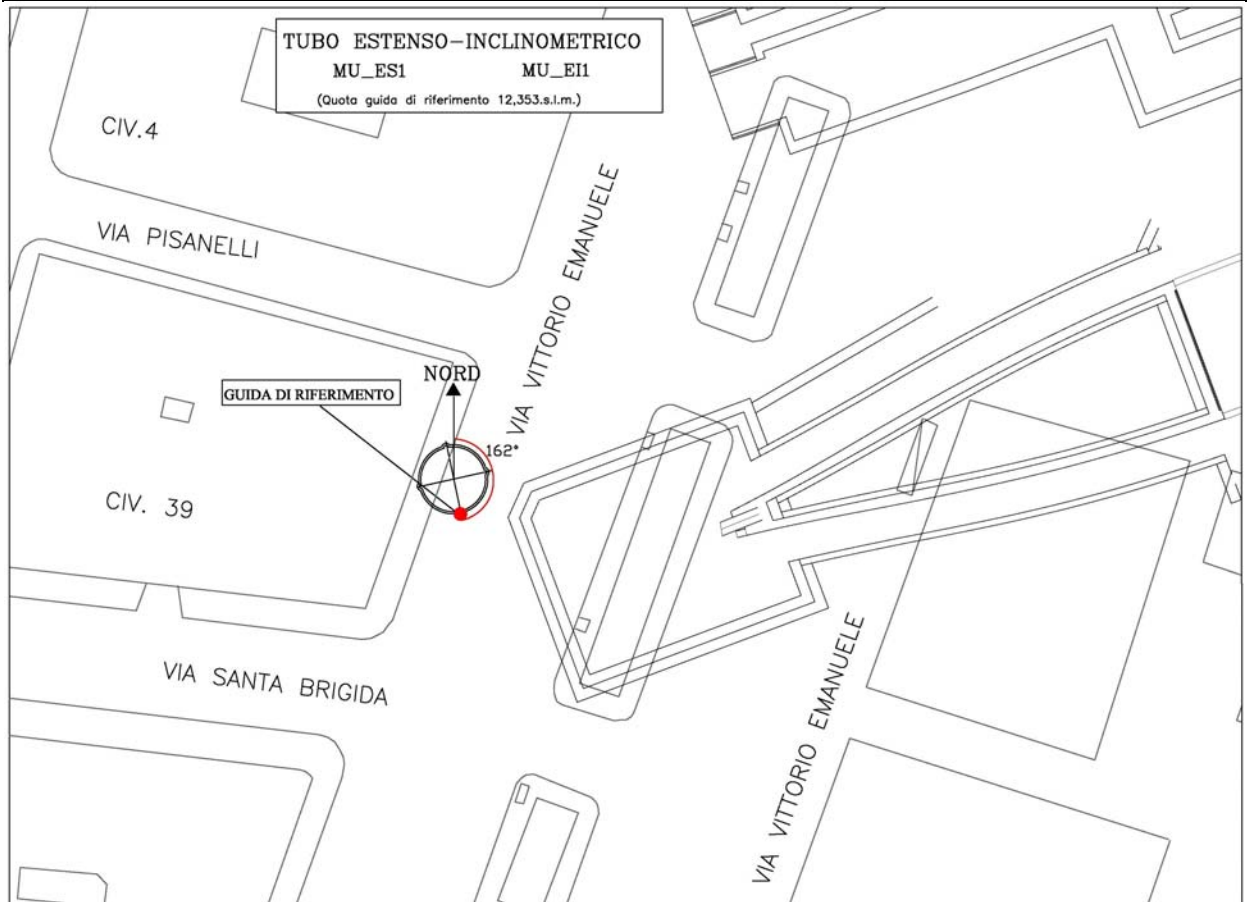 TUBO ESTENSO-INCLINOMETRICO
MU_ES1 MU_EI1
(Quota guida di riferimento 12,353.s.l.m.)
CIV.4
VIA PISANELLI
VIA VITTORIO EMANUELE
NORD
GUIDA DI RIFERIMENTO
162°
CIV. 39
VIA SANTA BRIGIDA
VIA VITTORIO EMANUELE